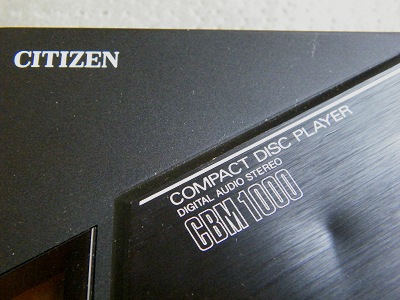 CITIZEN
COMPACT DISC PLAYER
DIGITAL AUDIO STEREO
CBM 1000